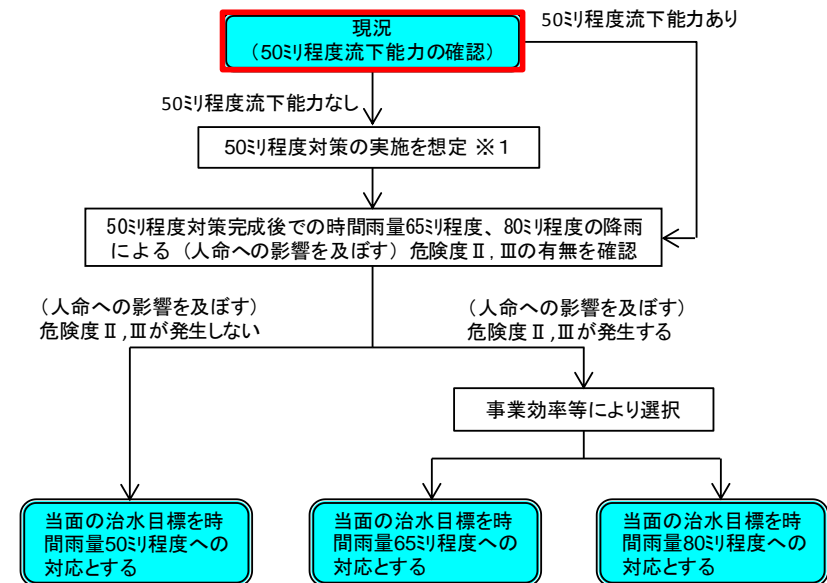 50ﾐﾘ程度流下能力あり
現況
（50ﾐﾘ程度流下能力の確認）
50ﾐﾘ程度流下能力なし
50ﾐﾘ程度対策の実施を想定 ※１
50ﾐﾘ程度対策完成後での時間雨量65ﾐﾘ程度、80ﾐﾘ程度の降雨
による（人命への影響を及ぼす）危険度Ⅱ,Ⅲの有無を確認
（人命への影響を及ぼす）
危険度Ⅱ,Ⅲが発生しない
（人命への影響を及ぼす）
危険度Ⅱ,Ⅲが発生する
事業効率等により選択
当面の治水目標を時
間雨量50ﾐﾘ程度への
対応とする
当面の治水目標を時
間雨量65ﾐﾘ程度への
対応とする
当面の治水目標を時
間雨量80ﾐﾘ程度への
対応とする